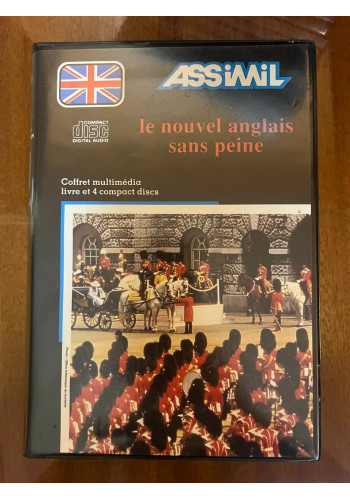 ASSiMiL
COMPACT
disc
DIGITAL AUDIO
le nouvel anglais
sans peine
Coffret multimédia
livre et 4 compact discs